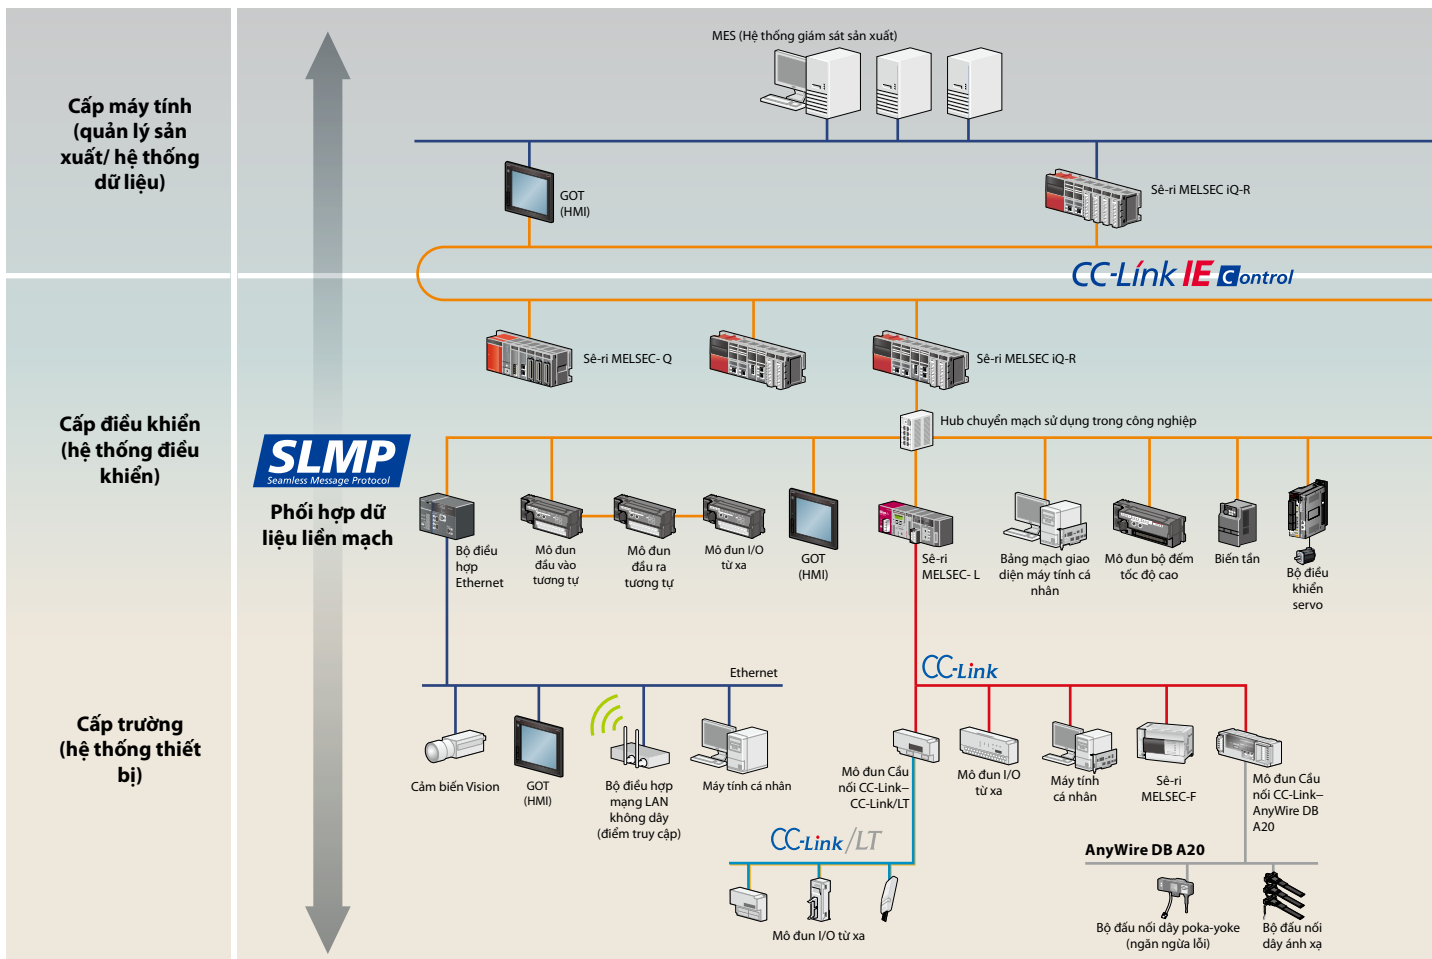 MES (Hệ thống giám sát sản xuất)
Cấp máy tính
(quản lý sản
xuất/ hệ thống
dữ liệu)
GOT
(HMI)
Sê-ri MELSEC iQ-R
CC-Link IE Control
Sê-ri MELSEC- Q
Sê-ri MELSEC iQ-R
Cấp điều khiển
(hệ thống điều
khiển)
Hub chuyển mạch sử dụng trong công nghiệp
SLMP
Seamless Message Protocol
Phối hợp dữ
liệu liền mạch
Bộ điều
hợp
Ethernet
Mô đun
đầu vào
tương tự
Mô đun
đầu ra
tương tự
Mô đun I/O
từ xa
GOT
(HMI)
Sê-ri
MELSEC- L
Bảng mạch giao
diện máy tính cá
nhân
Mô đun bộ đếm
tốc độ cao
Biến tần
Bộ điều
khiển
servo
Ethernet
CC-Link
Cấp trường
(hệ thống thiết
bị)
Cảm biến Vision
GOT
(HMI)
Bộ điều hợp
mạng LAN
không dây
(điểm truy cập)
Máy tính cá nhân
Mô đun Cầu
nối CC-Link–
CC-Link/LT
Mô đun I/O
từ xa
Máy tính
cá nhân
Sê-ri
MELSEC-F
Mô đun Cầu
nối CC-Link–
AnyWire DB
A20
CC-Link/LT
AnyWire DB A20
Mô đun I/O từ xa
Bộ đấu nối dây poka-yoke
(ngăn ngừa lỗi)
Bộ đấu nối
dây ánh xạ